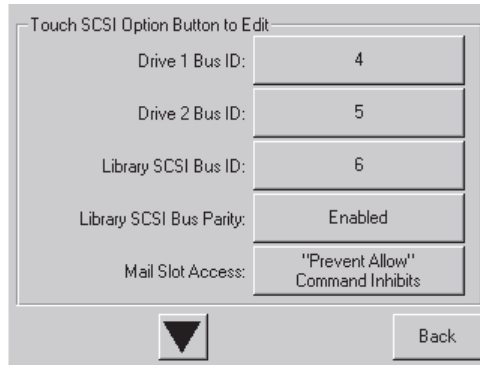 Touch SCSI Option Button to Edit
Drive 1 Bus ID: 4
Drive 2 Bus ID: 5
Library SCSI Bus ID: 6
Library SCSI Bus Parity: Enabled
Mail Slot Access: "Prevent Allow"
Command Inhibits
Back